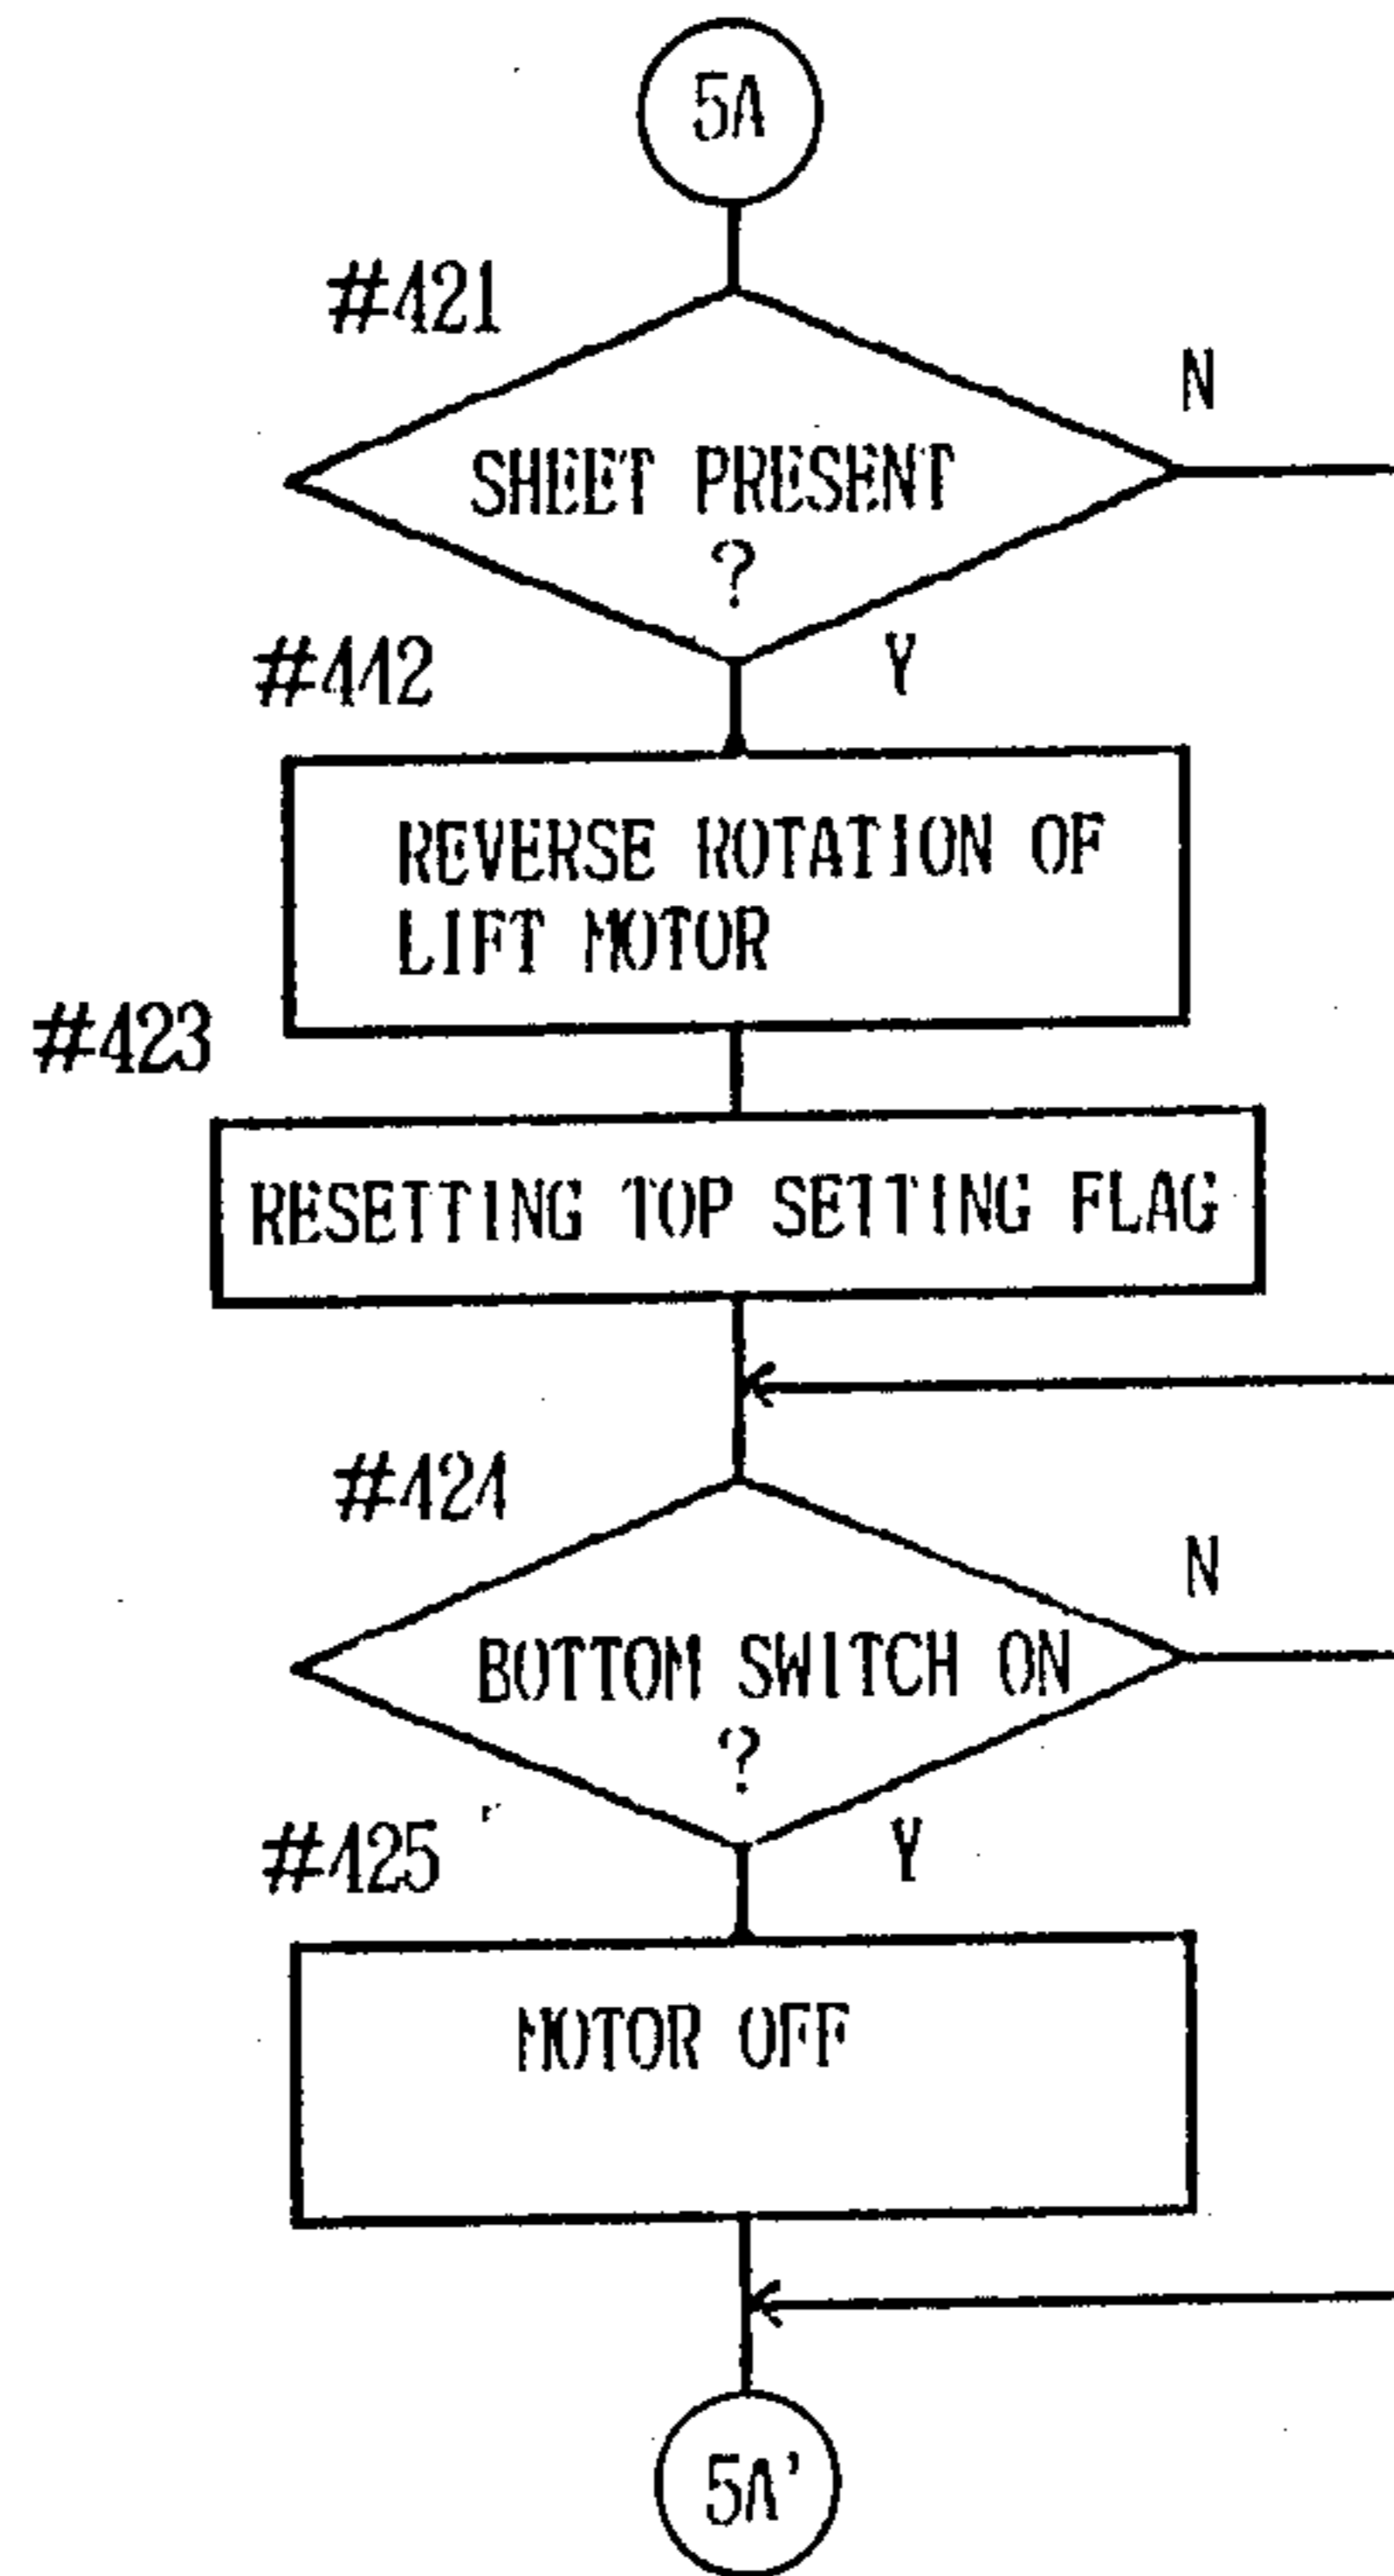 5A
#421
N
SHEET PRESENT
?
#442
Y
REVERSE ROTATION OF
LIFT MOTOR
#423
RESETTING TOP SETTING FLAG
#424
N
BOTTOM SWITCH ON
?
#425
Y
MOTOR OFF
5A'